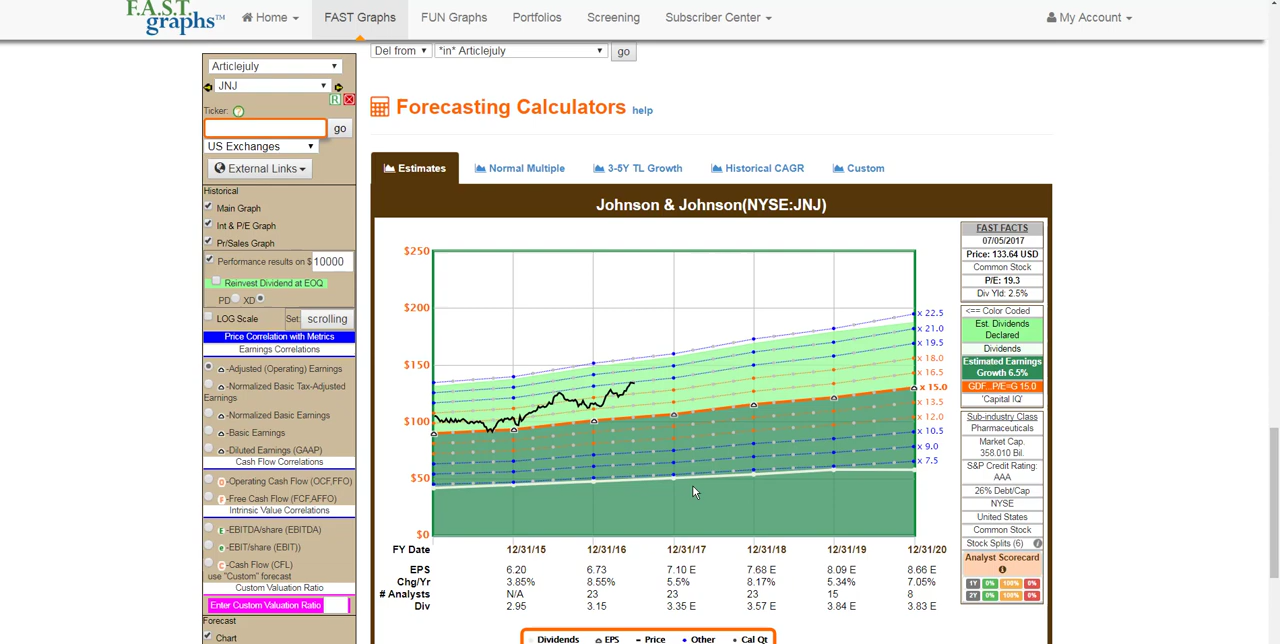 F.A.S.T.
graphs™
Home
FAST Graphs
FUN Graphs
Portfolios
Screening
Subscriber Center
My Account
Articlejuly
JNJ
R
Ticker: ?
go
US Exchanges
External Links
Historical
Main Graph
Int & P/E Graph
Pr/Sales Graph
Performance results on $ 10000
Reinvest Dividend at EOQ
PD XD
LOG Scale Set: scrolling
Price Correlation with Metrics
Earnings Correlations
-Adjusted (Operating) Earnings
-Normalized Basic Tax-Adjusted
Earnings
-Normalized Basic Earnings
-Basic Earnings
-Diluted Earnings (GAAP)
Cash Flow Correlations
O-Operating Cash Flow (OCF,FFO)
F-Free Cash Flow (FCF,AFFO)
Intrinsic Value Correlations
E-EBITDA/share (EBITDA)
e-EBIT/share (EBIT))
C-Cash Flow (CFL)
use "Custom" forecast
Custom Valuation Ratio
Enter Custom Valuation Ratio
Forecast
Chart
Del from
*in* Articlejuly
go
Forecasting Calculators help
Estimates
Normal Multiple
3-5Y TL Growth
Historical CAGR
Custom
Johnson & Johnson(NYSE:JNJ)
$250
$200
$150
$100
$50
$0
x 22.5
x 21.0
x 19.5
x 18.0
x 16.5
x 15.0
x 13.5
x 12.0
x 10.5
x 9.0
x 7.5
FY Date 12/31/15 12/31/16 12/31/17 12/31/18 12/31/19 12/31/20
EPS 6.20 6.73 7.10 E 7.68 E 8.09 E 8.66 E
Chg/Yr 3.85% 8.55% 5.5% 8.17% 5.34% 7.05%
# Analysts N/A 23 23 23 15 8
Div 2.95 3.15 3.35 E 3.57 E 3.84 E 3.83 E
Dividends EPS Price Other Cal Qt
FAST FACTS
07/05/2017
Price: 133.64 USD
Common Stock
P/E: 19.3
Div Yld: 2.5%
<== Color Coded
Est. Dividends
Declared
Dividends
Estimated Earnings
Growth 6.5%
GDF...P/E=G 15.0
'Capital IQ'
Sub-industry Class
Pharmaceuticals
Market Cap.
358.010 Bil.
S&P Credit Rating:
AAA
26% Debt/Cap
NYSE
United States
Common Stock
Stock Splits (6) i
Analyst Scorecard
1Y 0% 100% 0%
2Y 0% 100% 0%